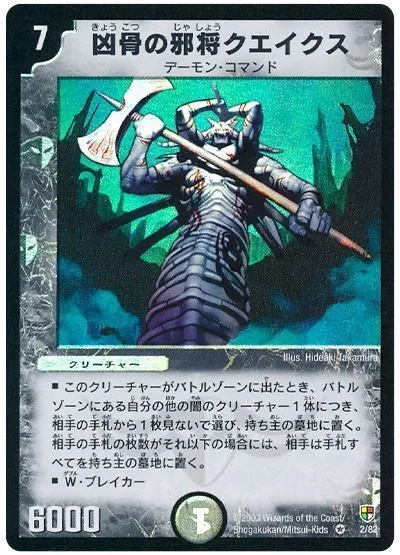 7
きょう こつ じゃ しょう
凶骨の邪将クエイクス
デーモン・コマンド
Illus. Hideaki Takamura
クリーチャー
■ このクリーチャーがバトルゾーンに出たとき、バトル
ゾーンにある自分の他の闇のクリーチャー1体につき、
相手の手札から1枚見ないで選び、持ち主の墓地に置く。
相手の手札の枚数がそれ以下の場合には、相手は手札す
べてを持ち主の墓地に置く。
■ W・ブレイカー
6000
© 2003 Wizards of the Coast/
Shogakukan/Mitsui-Kids
2/82